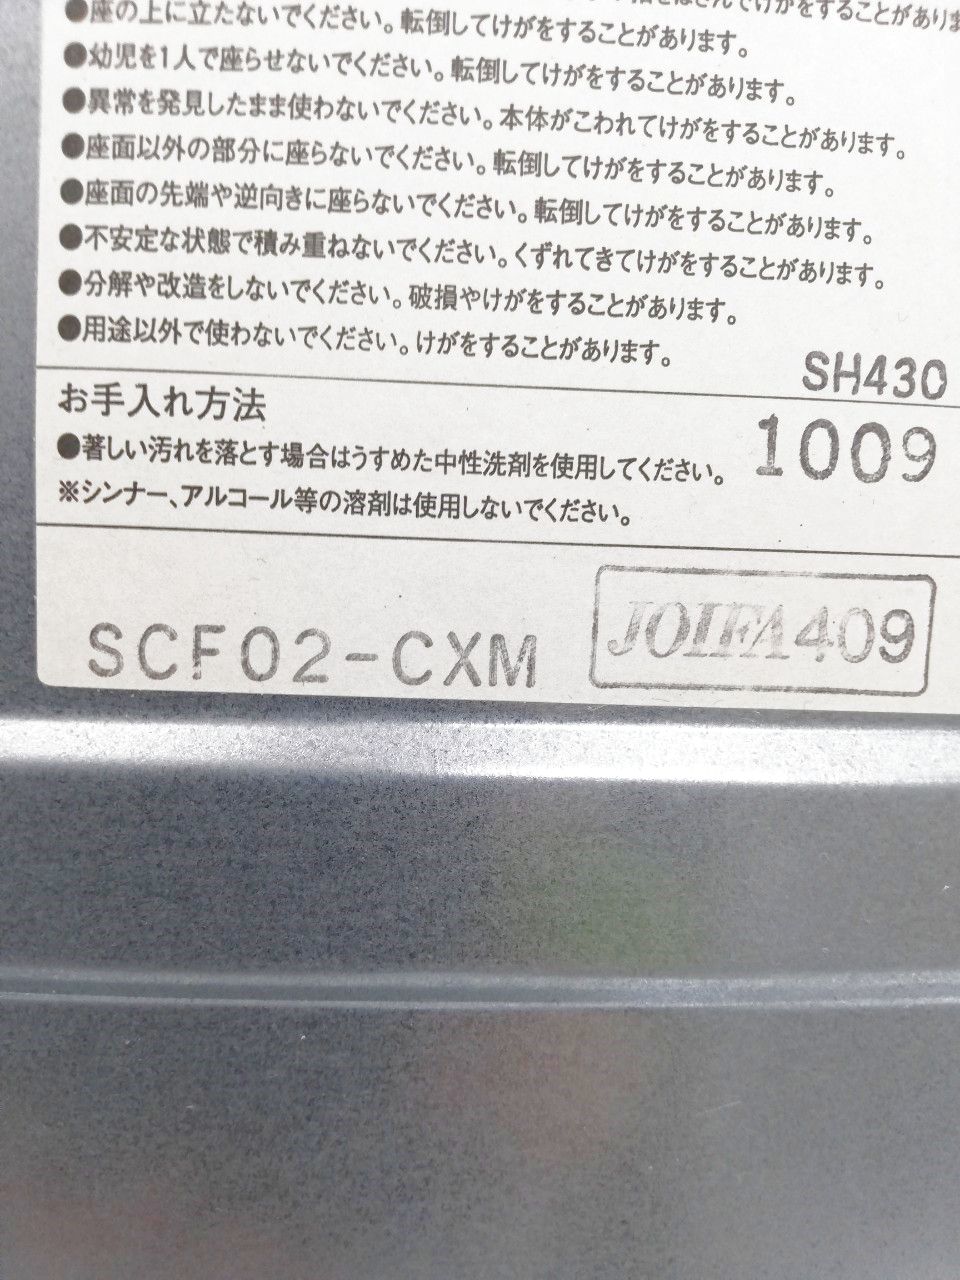 ●座の上に立たないでください。転倒してけがをすることがあります。
●幼児を1人で座らせないでください。転倒してけがをすることがあります。
●異常を発見したまま使わないでください。本体がこわれてけがをすることがあります。
●座面以外の部分に座らないでください。転倒してけがをすることがあります。
●座面の先端や逆向きに座らないでください。転倒してけがをすることがあります。
●不安定な状態で積み重ねないでください。くずれてきてけがをすることがあります。
●分解や改造をしないでください。破損やけがをすることがあります。
●用途以外で使わないでください。けがをすることがあります。
SH430
お手入れ方法
1009
●著しい汚れを落とす場合はうすめた中性洗剤を使用してください。
※シンナー、アルコール等の溶剤は使用しないでください。
SCF02-CXM
JOIFA409